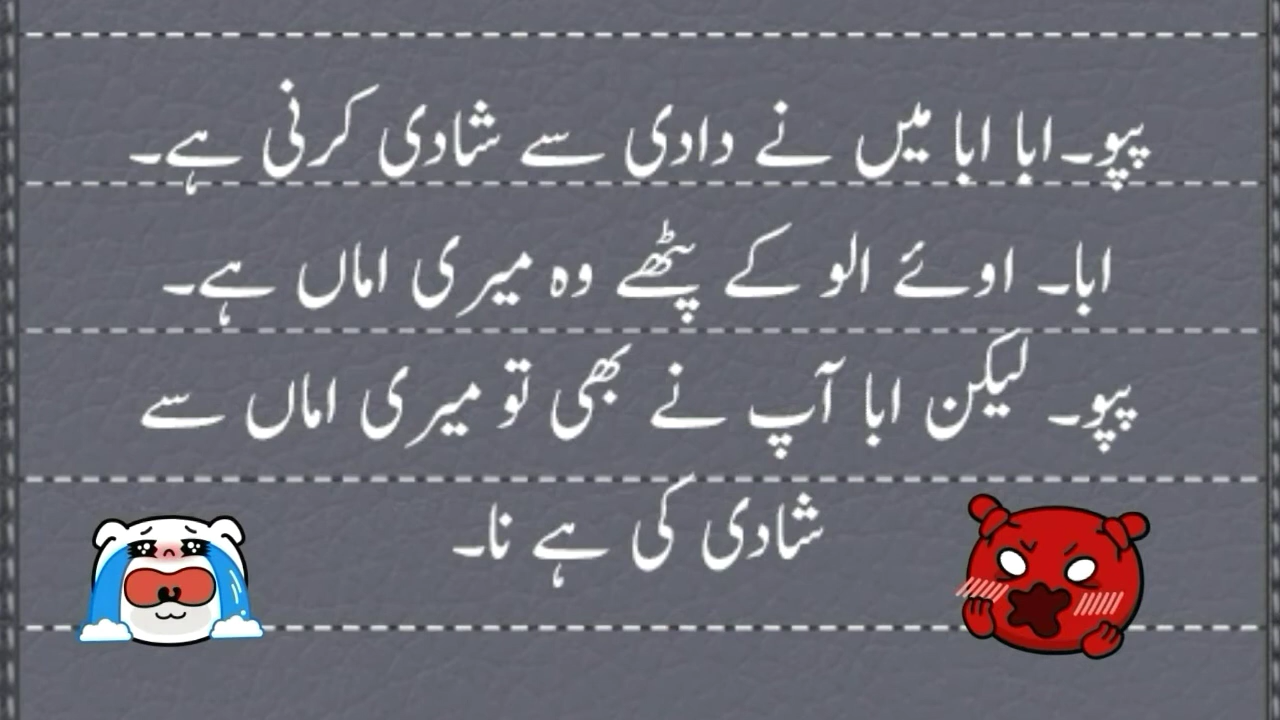 پپو۔ابا ابا میں نے دادی سے شادی کرنی ہے۔
ابا۔ اوئے الو کے پٹھے وہ میری اماں ہے۔
پپو۔ لیکن ابا آپ نے بھی تو میری اماں سے
شادی کی ہے نا۔